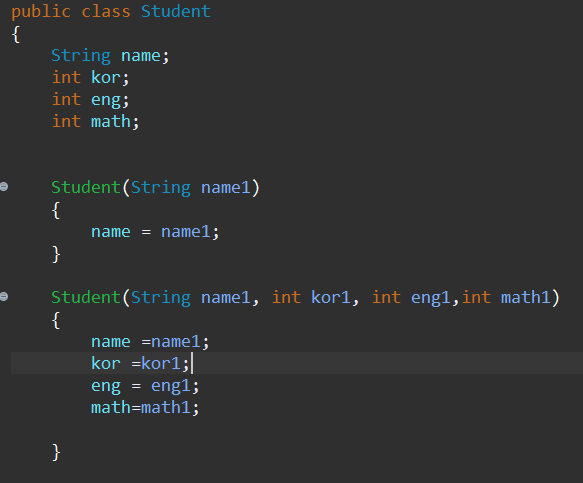 public class Student
{
String name;
int kor;
int eng;
int math;
Student(String name1)
{
name = name1;
}
Student(String name1, int kor1, int eng1,int math1)
{
name =name1;
kor =kor1;
eng = eng1;
math=math1;
}